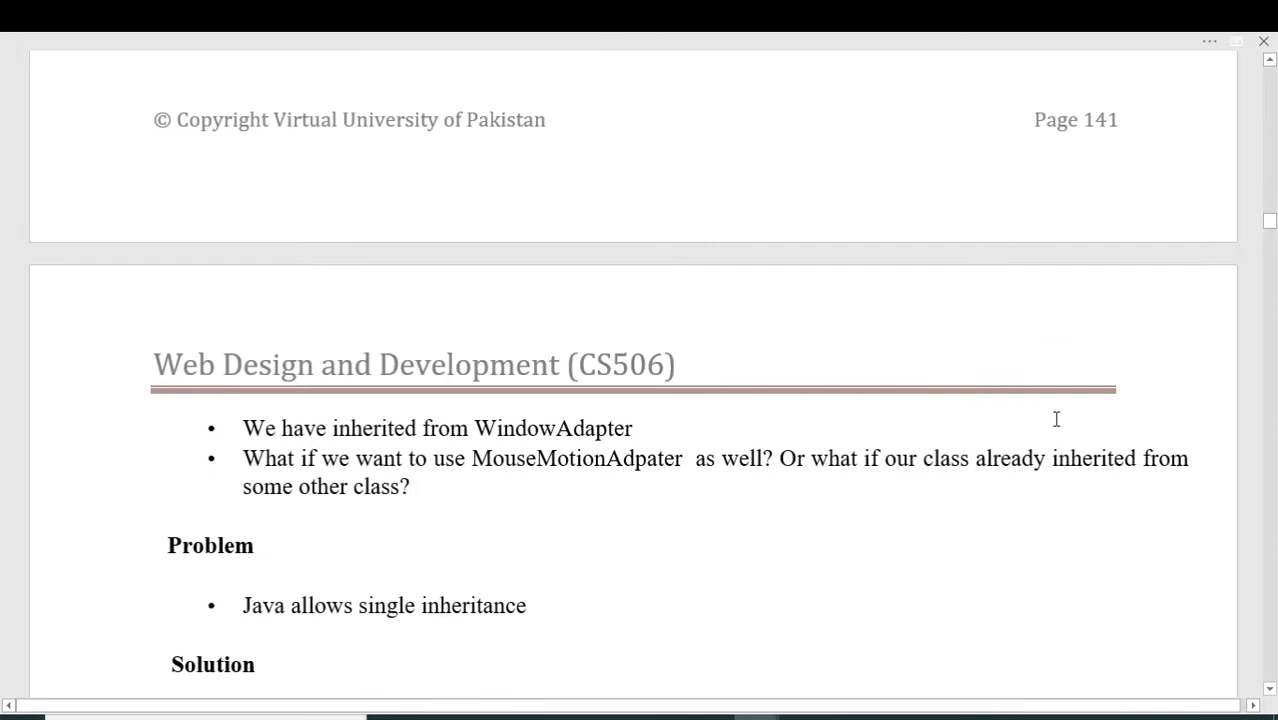 © Copyright Virtual University of Pakistan Page 141
Web Design and Development (CS506)
• We have inherited from WindowAdapter
• What if we want to use MouseMotionAdpater as well? Or what if our class already inherited from
some other class?
Problem
• Java allows single inheritance
Solution